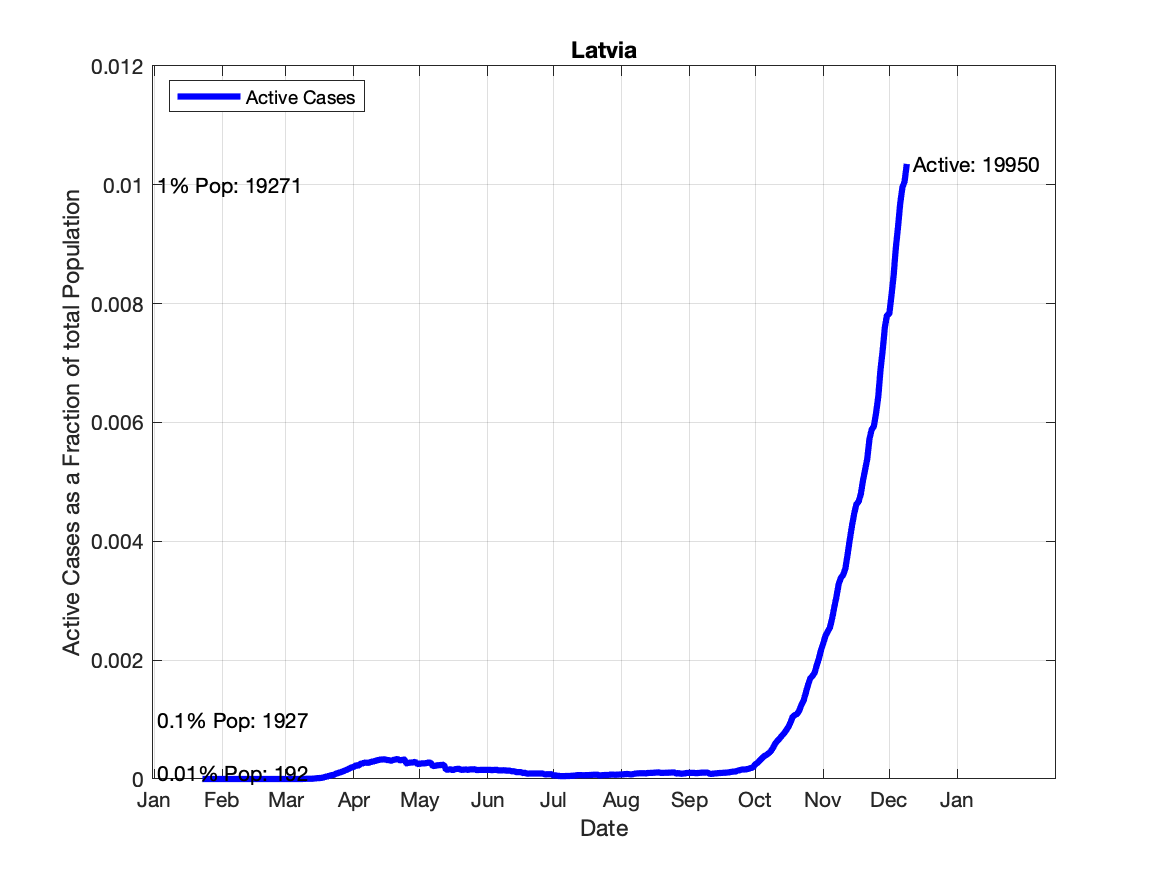 Latvia
0.012
Active Cases
Active: 19950
0.01
1% Pop: 19271
0.008
0.006
0.004
0.002
0.1% Pop: 1927
0.01% Pop: 192
0
Jan Feb Mar Apr May Jun Jul Aug Sep Oct Nov Dec Jan
Date
Active Cases as a Fraction of total Population